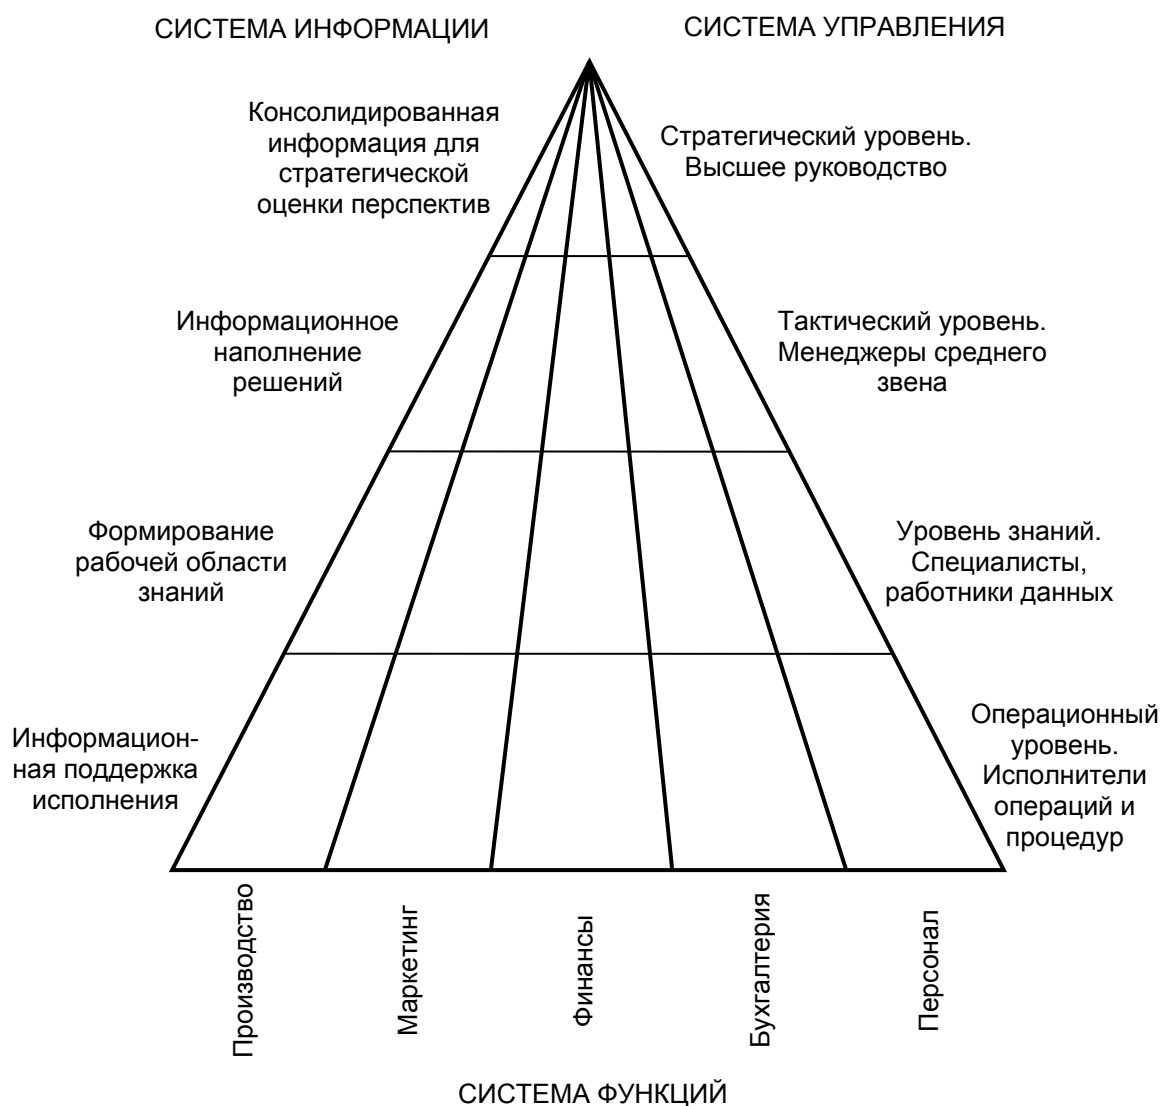 СИСТЕМА ИНФОРМАЦИИ
СИСТЕМА УПРАВЛЕНИЯ
Консолидированная
информация для
стратегической
оценки перспектив
Стратегический уровень.
Высшее руководство
Информационное
наполнение
решений
Тактический уровень.
Менеджеры среднего
звена
Формирование
рабочей области
знаний
Уровень знаний.
Специалисты,
работники данных
Информацион-
ная поддержка
исполнения
Операционный
уровень.
Исполнители
операций и
процедур
Производство
Маркетинг
Финансы
Бухгалтерия
Персонал
СИСТЕМА ФУНКЦИЙ